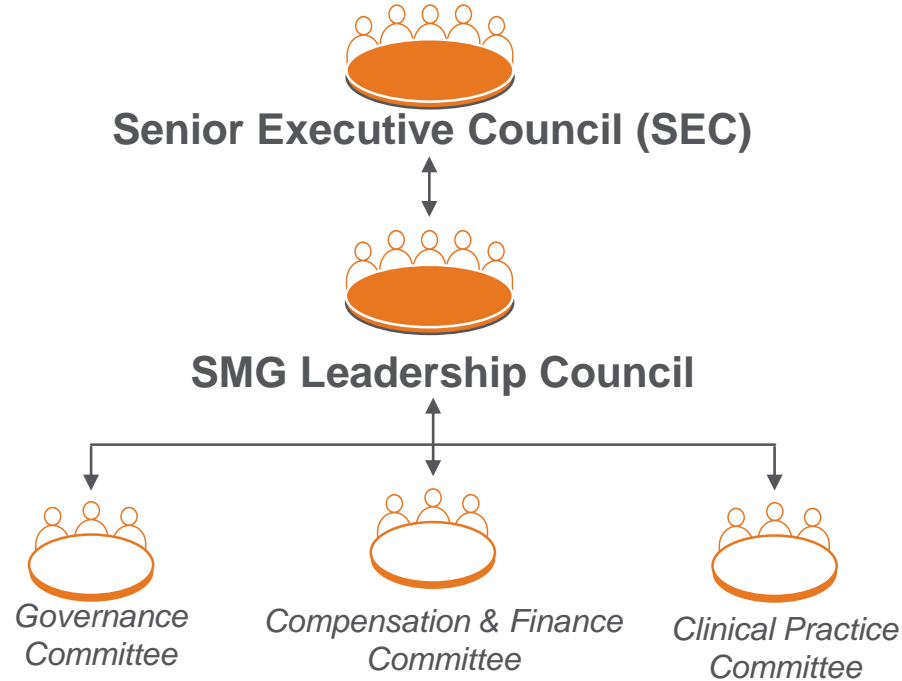 Senior Executive Council (SEC)
SMG Leadership Council
Governance
Committee
Compensation & Finance
Committee
Clinical Practice
Committee